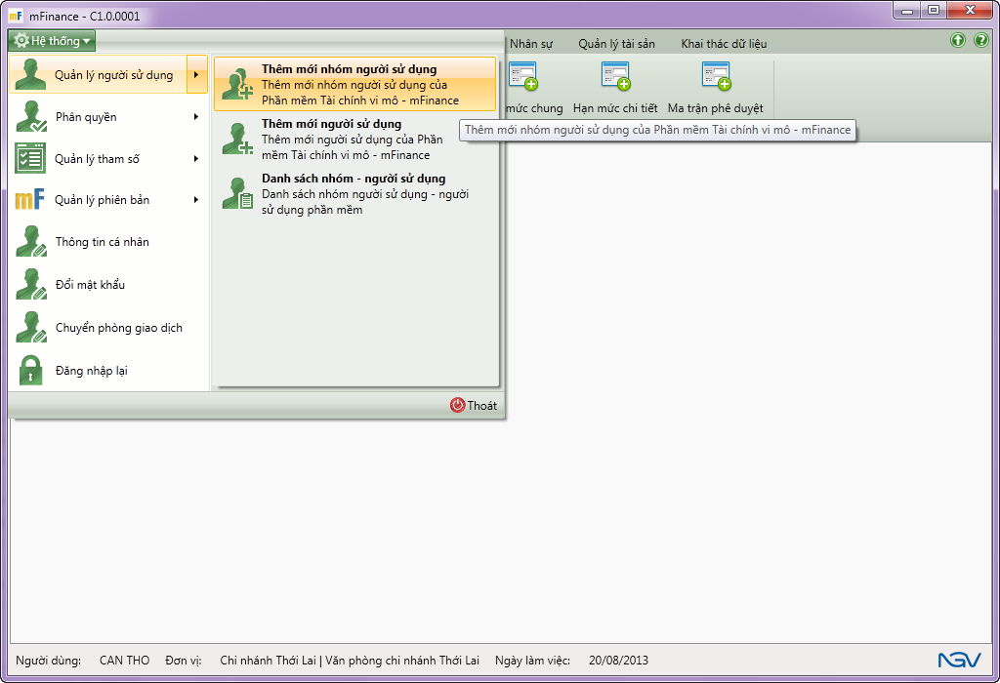 mF mFinance - C1.0.0001
Hệ thống
Nhân sự
Quản lý tài sản
Khai thác dữ liệu
Quản lý người sử dụng
Phân quyền
Quản lý tham số
mF Quản lý phiên bản
Thông tin cá nhân
Đổi mật khẩu
Chuyển phòng giao dịch
Đăng nhập lại
Thêm mới nhóm người sử dụng
Thêm mới nhóm người sử dụng của
Phần mềm Tài chính vi mô - mFinance
Thêm mới người sử dụng
Thêm mới người sử dụng của Phần
mềm Tài chính vi mô - mFinance
Danh sách nhóm - người sử dụng
Danh sách nhóm người sử dụng - người
sử dụng phần mềm
mức chung
Hạn mức chi tiết
Ma trận phê duyệt
Thêm mới nhóm người sử dụng của Phần mềm Tài chính vi mô - mFinance
Thoát
Người dùng: CAN THO Đơn vị: Chi nhánh Thới Lai | Văn phòng chi nhánh Thới Lai Ngày làm việc: 20/08/2013
NGV